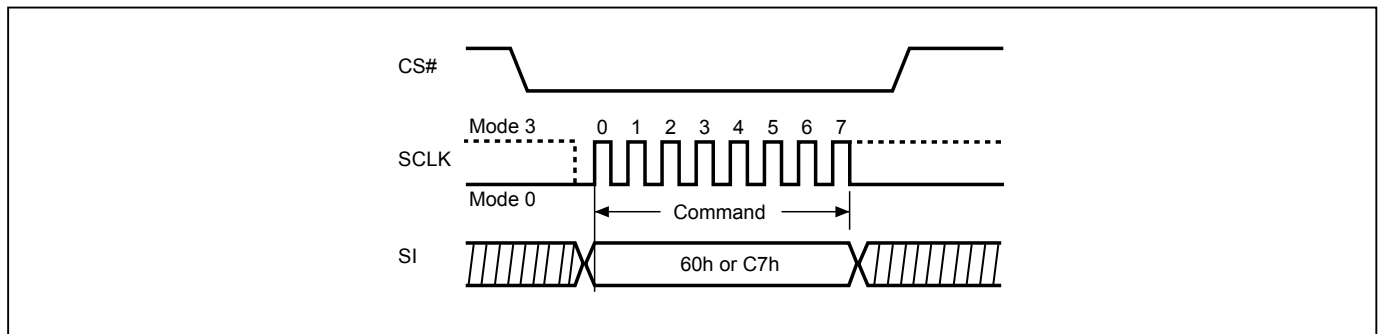 CS#
Mode 3
0 1 2 3 4 5 6 7
SCLK
Mode 0
Command
SI
60h or C7h